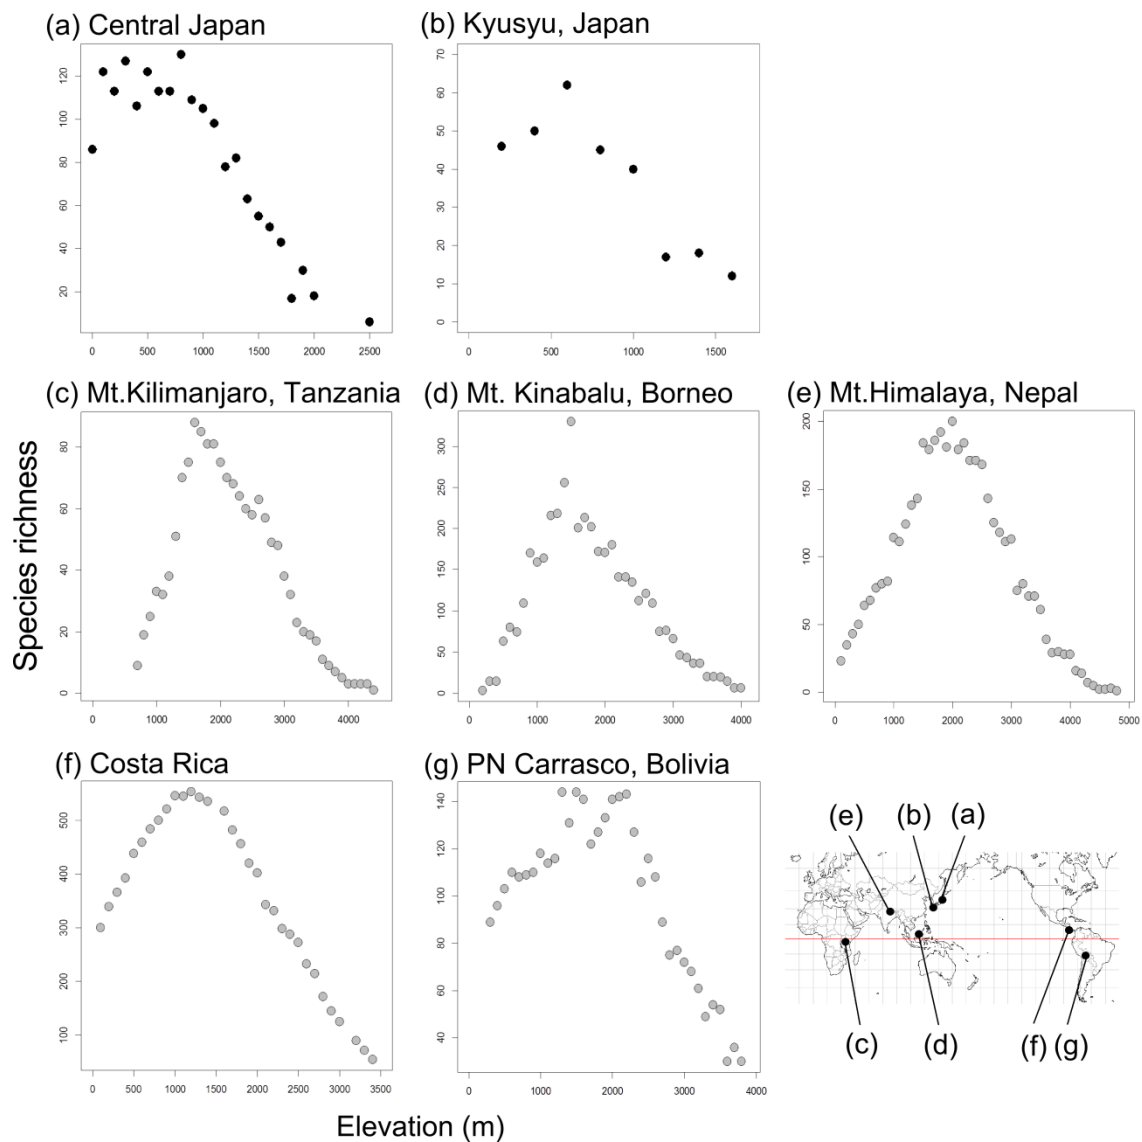 (a) Central Japan
(b) Kyusyu, Japan
20 40 60 80 100 120
0 500 1000 1500 2000 2500
0 10 20 30 40 50 60 70
0 500 1000 1500
(c) Mt.Kilimanjaro, Tanzania
(d) Mt. Kinabalu, Borneo
(e) Mt.Himalaya, Nepal
Species richness
0 20 40 60 80
0 1000 2000 3000 4000
0 50 100 150 200 250 300
0 1000 2000 3000 4000
0 50 100 150 200
0 1000 2000 3000 4000 5000
(f) Costa Rica
(g) PN Carrasco, Bolivia
100 200 300 400 500
0 500 1000 1500 2000 2500 3000 3500
40 60 80 100 120 140
0 1000 2000 3000 4000
(e) (b) (a)
(c) (d) (f) (g)
Elevation (m)